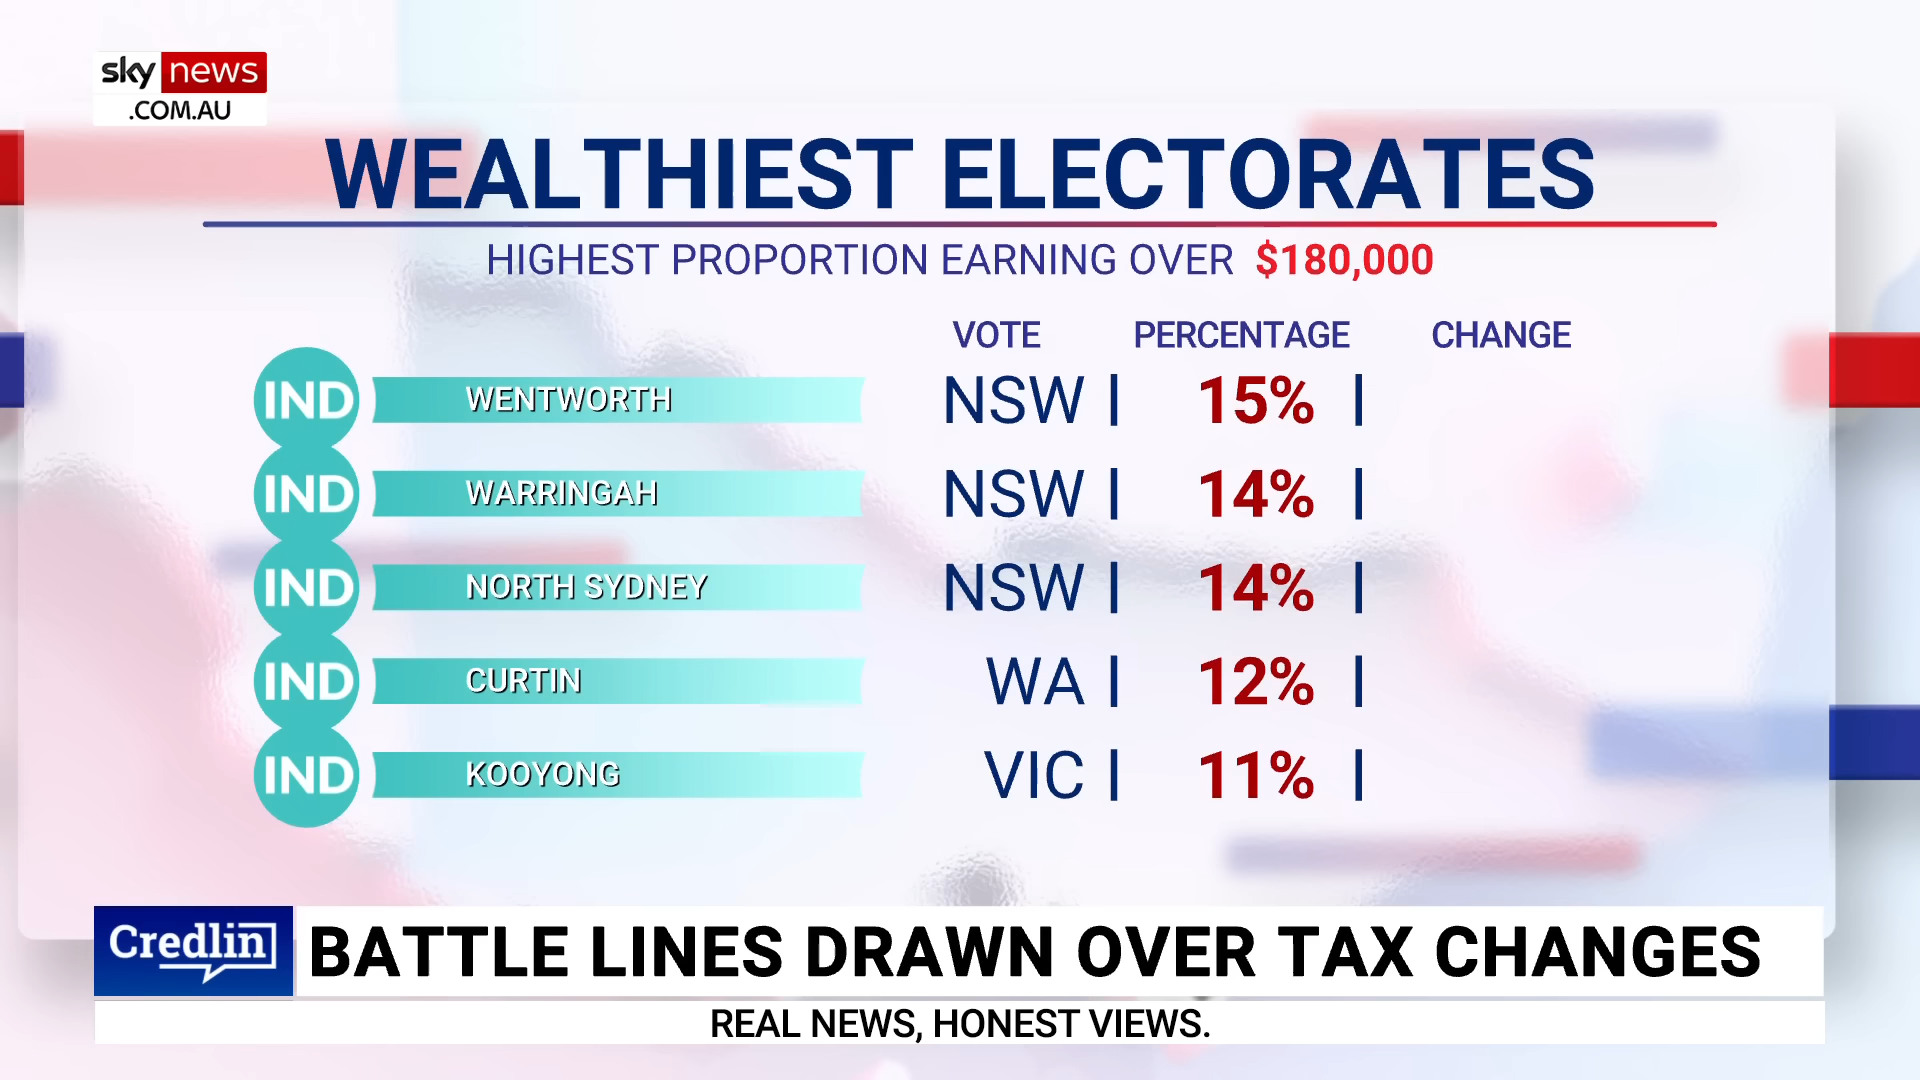 sky news
.COM.AU
WEALTHIEST ELECTORATES
HIGHEST PROPORTION EARNING OVER $180,000
VOTE PERCENTAGE CHANGE
IND WENTWORTH NSW | 15% |
IND WARRINGAH NSW | 14% |
IND NORTH SYDNEY NSW | 14% |
IND CURTIN WA | 12% |
IND KOOYONG VIC | 11% |
Credlin BATTLE LINES DRAWN OVER TAX CHANGES
REAL NEWS, HONEST VIEWS.